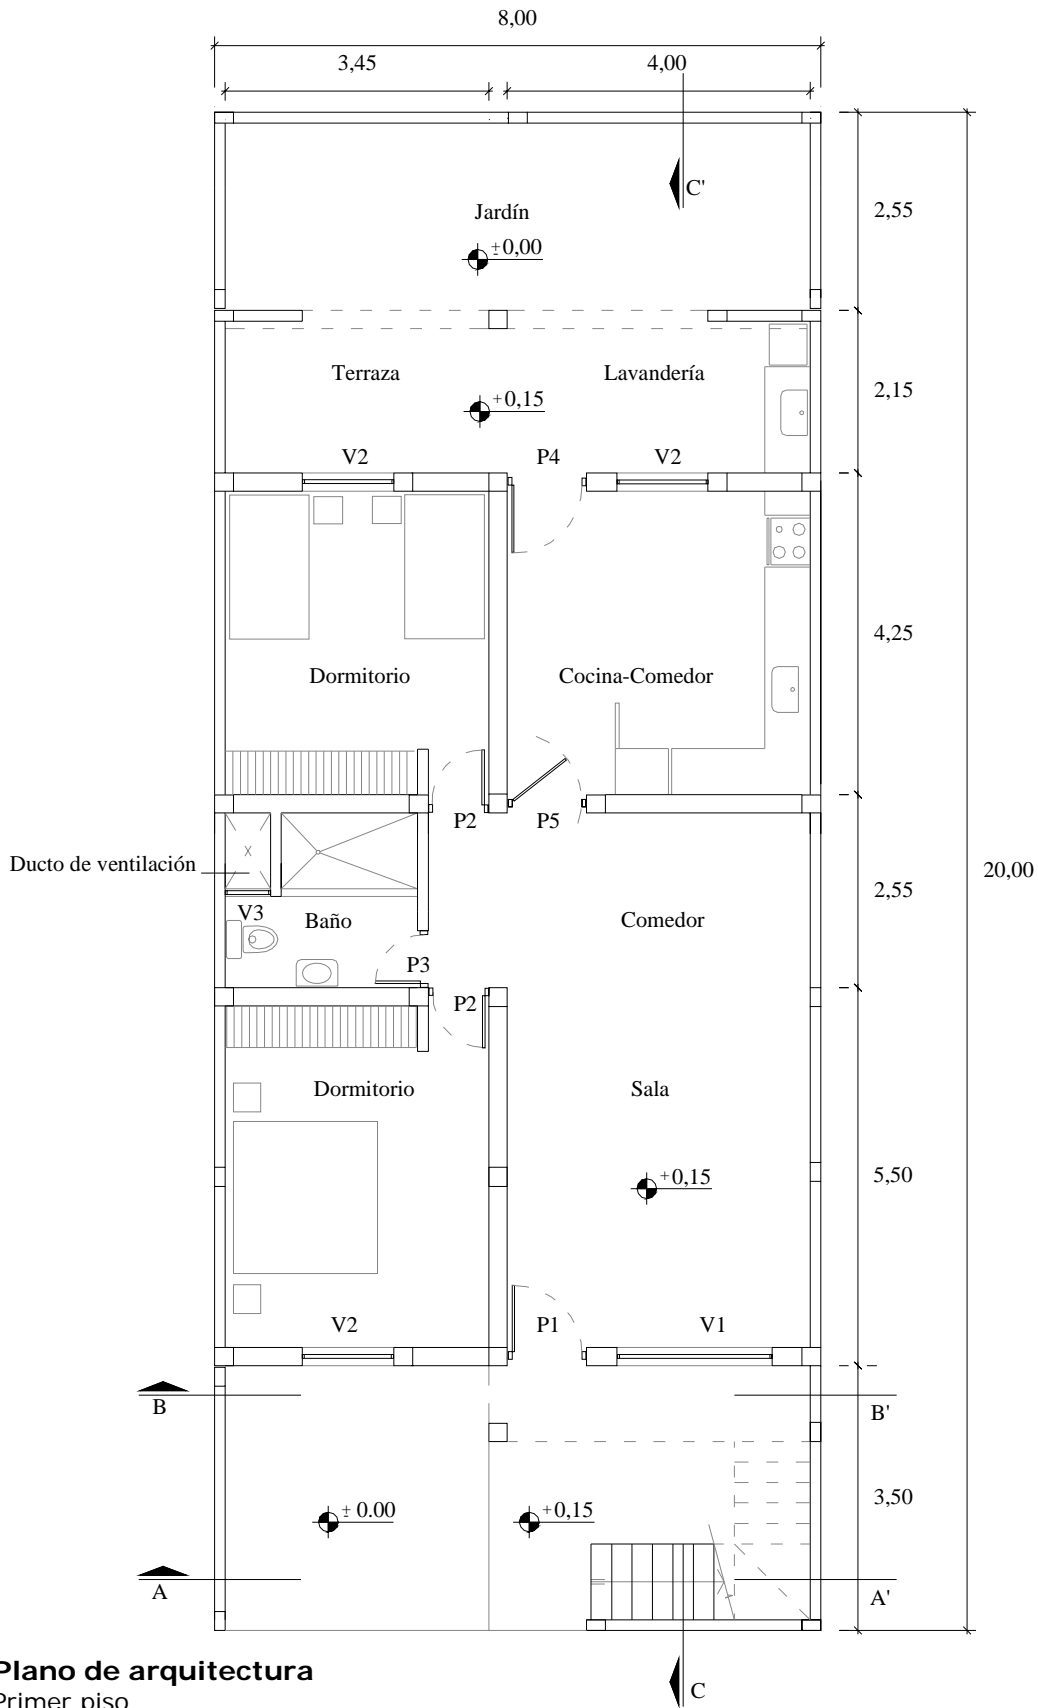 8,00
3,45
4,00
C'
2,55
Jardín
±0,00
Terraza
Lavandería
2,15
+0,15
V2
P4
V2
4,25
Dormitorio
Cocina-Comedor
P2
P5
Ducto de ventilación
20,00
2,55
V3
Baño
Comedor
P3
P2
Dormitorio
Sala
+0,15
5,50
V2
P1
V1
B
B'
3,50
± 0.00
+0,15
A
A'
Plano de arquitectura
Primer piso
C